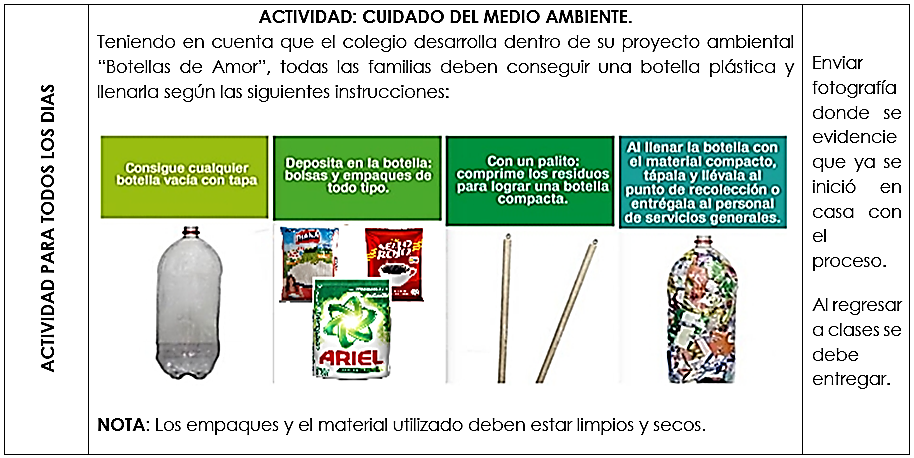 ACTIVIDAD PARA TODOS LOS DIAS
ACTIVIDAD: CUIDADO DEL MEDIO AMBIENTE.
Teniendo en cuenta que el colegio desarrolla dentro de su proyecto ambiental
“Botellas de Amor”, todas las familias deben conseguir una botella plástica y
llenarla según las siguientes instrucciones:
Consigue cualquier
botella vacía con tapa
Deposita en la botella:
bolsas y empaques de
todo tipo.
Con un palito:
comprime los residuos
para lograr una botella
compacta.
Al llenar la botella con
el material compacto,
tápala y llévala al
punto de recolección o
entrégala al personal
de servicios generales.
SELLO
ROJO
ARIEL
NOTA: Los empaques y el material utilizado deben estar limpios y secos.
Enviar
fotografía
donde se
evidencie
que ya se
inició en
casa con
el
proceso.
Al regresar
a clases se
debe
entregar.